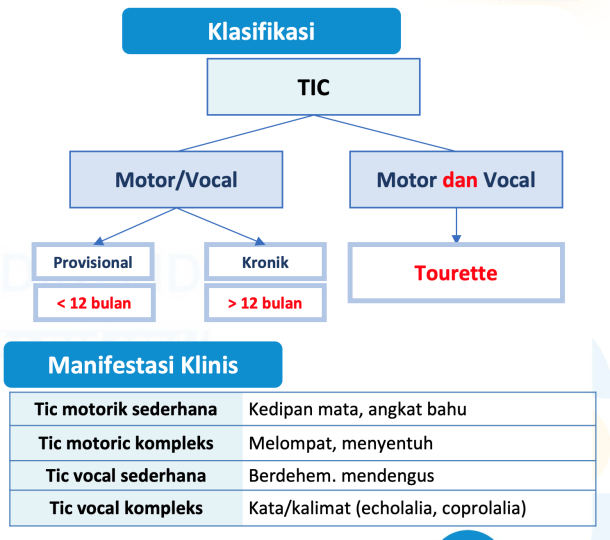 Klasifikasi
TIC
Motor/Vocal
Motor dan Vocal
Provisional
Kronik
Tourette
< 12 bulan
> 12 bulan
Manifestasi Klinis
Tic motorik sederhana Kedipan mata, angkat bahu
Tic motoric kompleks Melompat, menyentuh
Tic vocal sederhana Berdehem. mendengus
Tic vocal kompleks Kata/kalimat (echolalia, coprolalia)